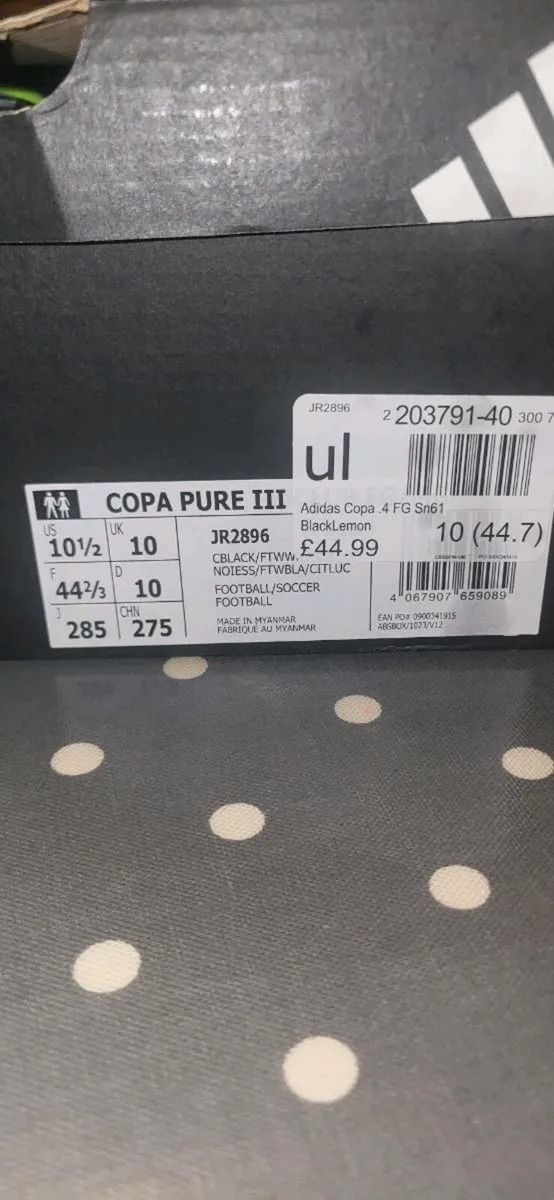 JR2896
2 203791-40 300 7
ul
Adidas Copa .4 FG Sn61
BlackLemon
£44.99
10 (44.7)
COPA PURE III
US 10½ UK 10
F 44⅔ D 10
J 285 CHN 275
JR2896
CBLACK/FTWW
NOIESS/FTWBLA/CITLUC
FOOTBALL/SOCCER
FOOTBALL
MADE IN MYANMAR
FABRIQUE AU MYANMAR
4 067907 659089
EAN PO# 0900341915
ABSBOX/1023/V12